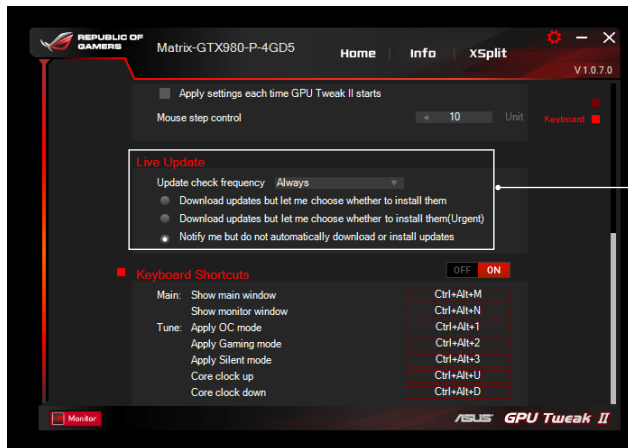 REPUBLIC OF
GAMERS
Matrix-GTX980-P-4GD5
Home
Info
XSplit
V 1.0.7.0
Apply settings each time GPU Tweak II starts
Mouse step control
10
Unit
Keyboard
Live Update
Update check frequency Always
Download updates but let me choose whether to install them
Download updates but let me choose whether to install them(Urgent)
Notify me but do not automatically download or install updates
Keyboard Shortcuts
OFF ON
Main: Show main window Ctrl+Alt+M
Show monitor window Ctrl+Alt+N
Tune: Apply OC mode Ctrl+Alt+1
Apply Gaming mode Ctrl+Alt+2
Apply Silent mode Ctrl+Alt+3
Core clock up Ctrl+Alt+U
Core clock down Ctrl+Alt+D
Monitor
ASUS GPU Tweak II